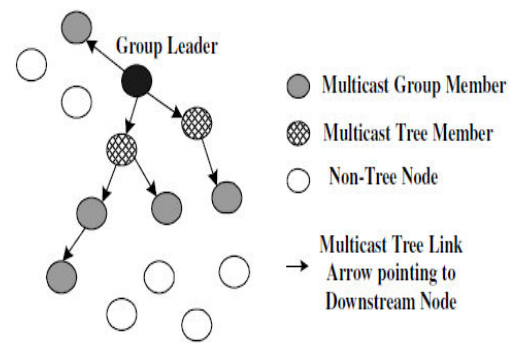 Group Leader
Multicast Group Member
Multicast Tree Member
Non-Tree Node
Multicast Tree Link
Arrow pointing to
Downstream Node